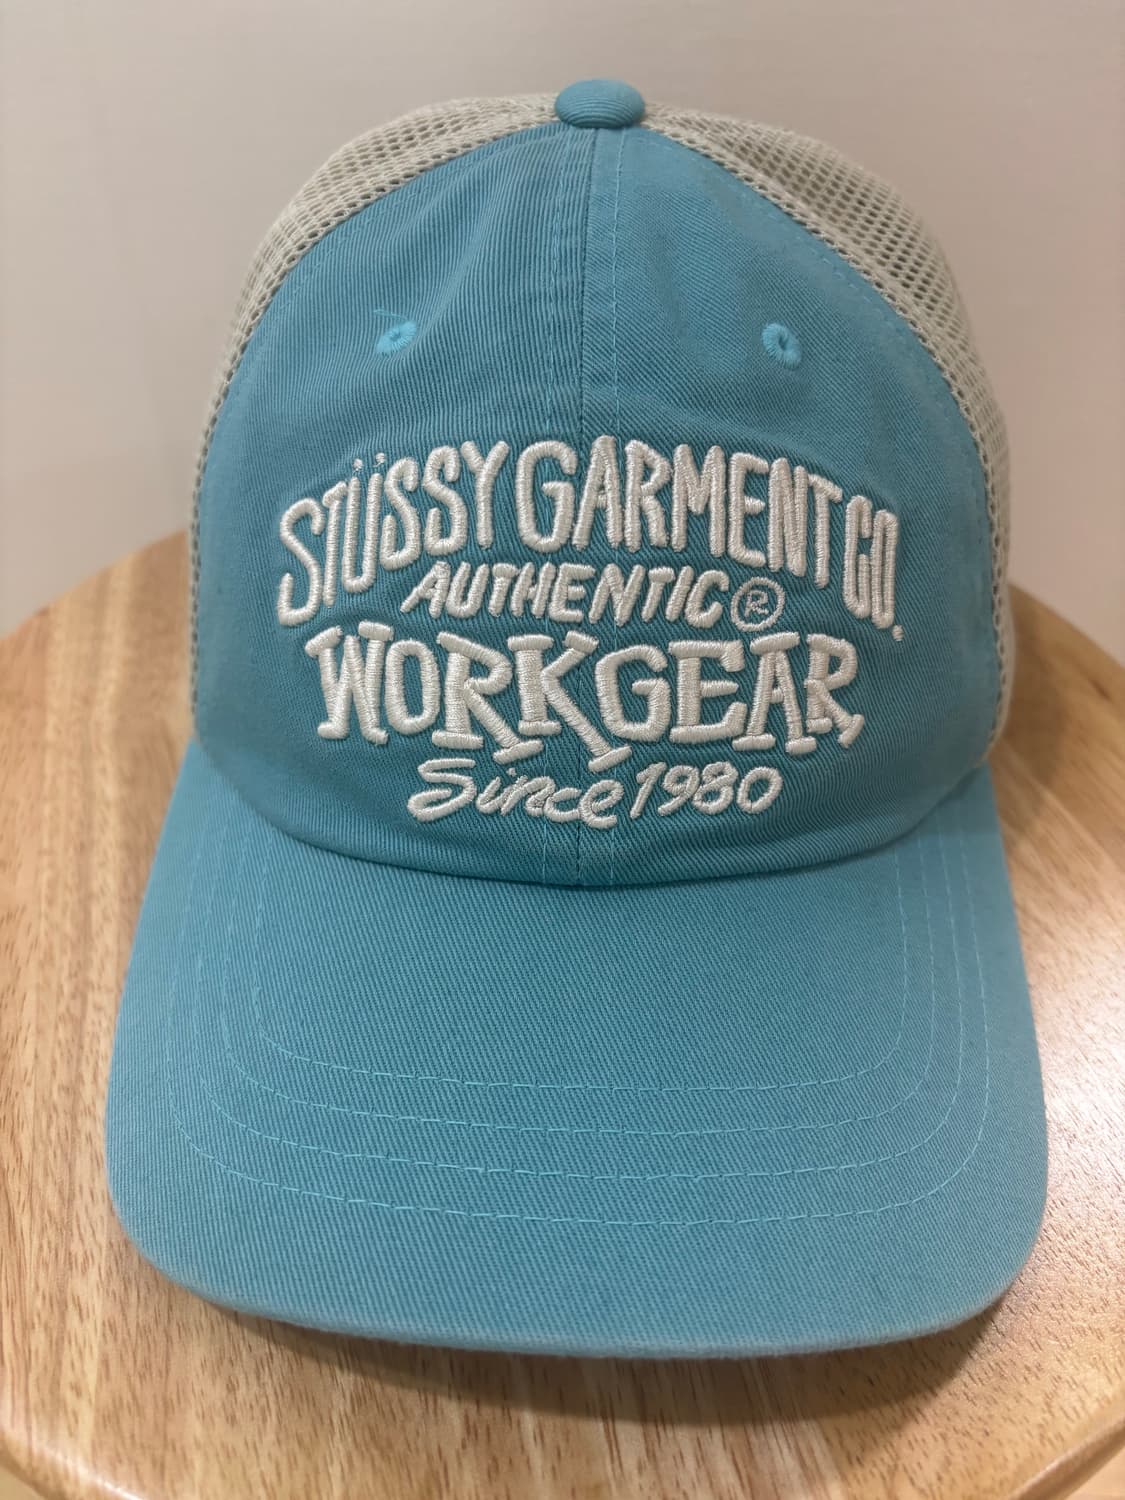 STÜSSY GARMENT CO.
AUTHENTIC®
WORKGEAR
Since 1980